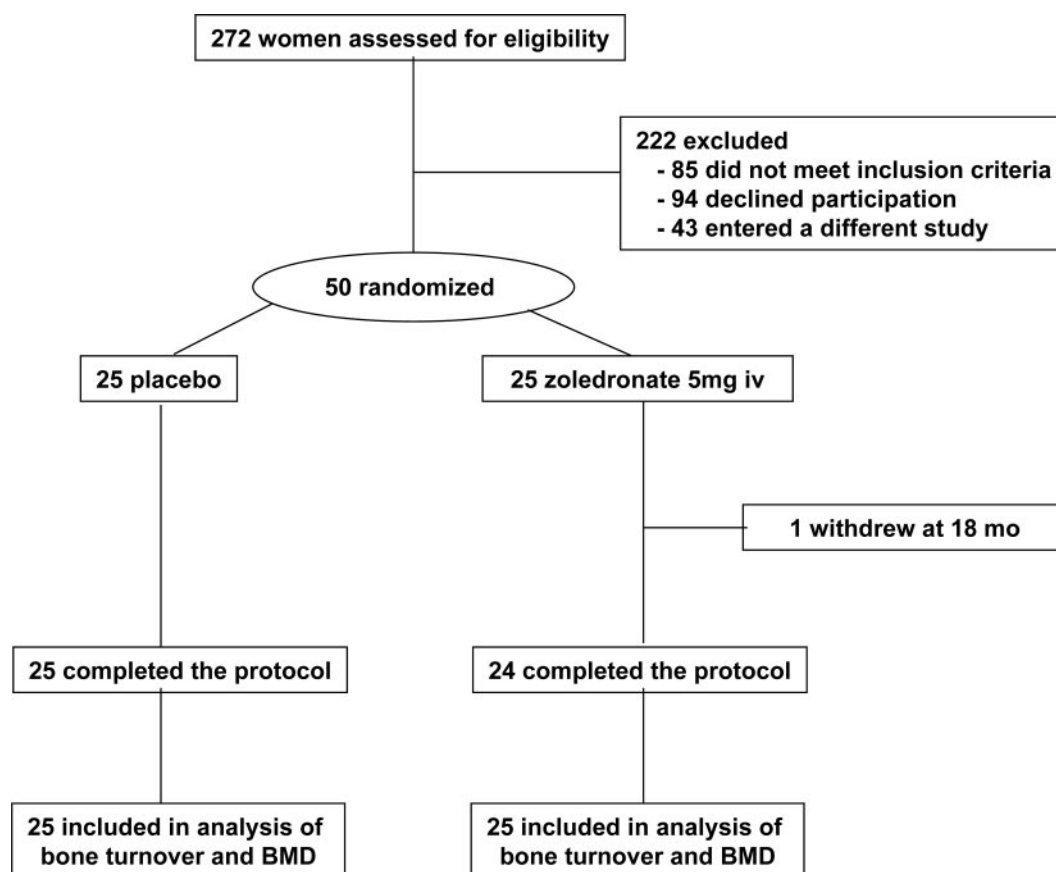 272 women assessed for eligibility
222 excluded
- 85 did not meet inclusion criteria
- 94 declined participation
- 43 entered a different study
50 randomized
25 placebo
25 zoledronate 5mg iv
1 withdrew at 18 mo
25 completed the protocol
24 completed the protocol
25 included in analysis of
bone turnover and BMD
25 included in analysis of
bone turnover and BMD